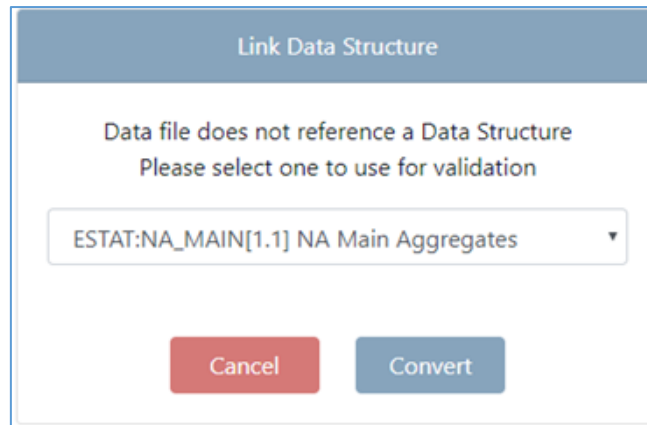 Link Data Structure
Data file does not reference a Data Structure
Please select one to use for validation
ESTAT:NA_MAIN[1.1] NA Main Aggregates
Cancel
Convert